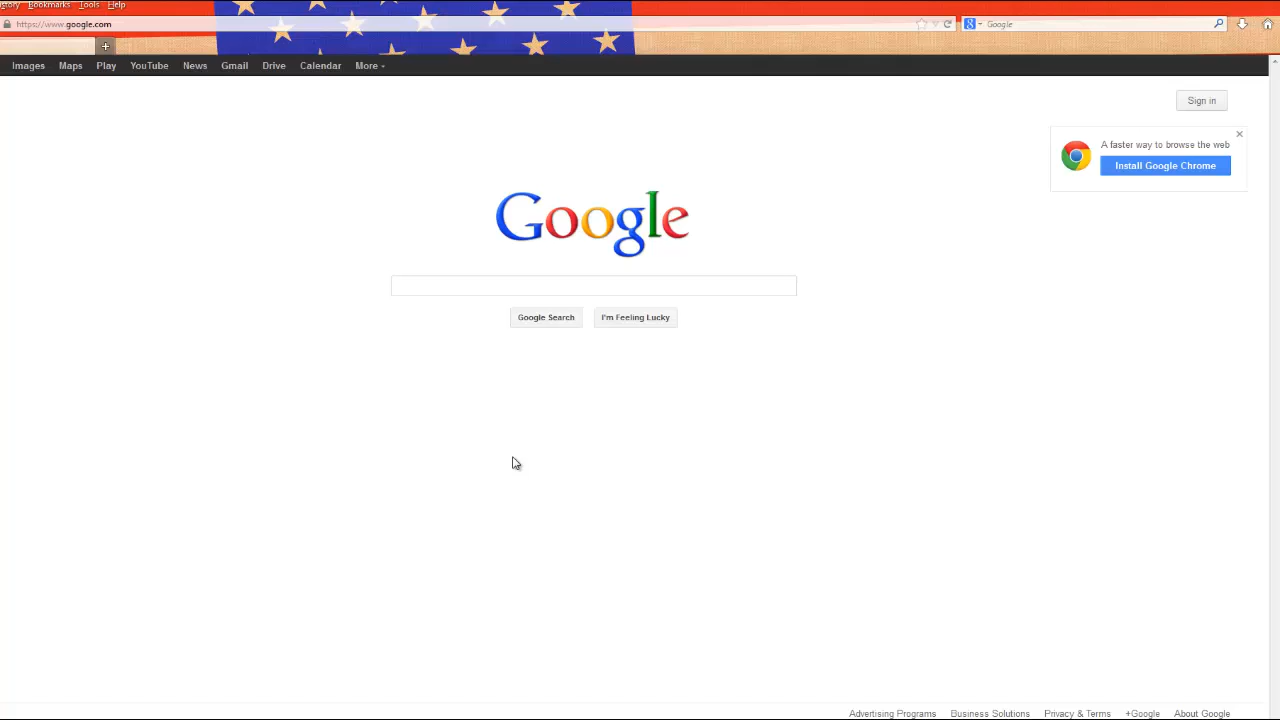 story Bookmarks Tools Help
https://www.google.com
Google
+
Images Maps Play YouTube News Gmail Drive Calendar More
Sign in
A faster way to browse the web
Install Google Chrome
Google
Google Search I'm Feeling Lucky
Advertising Programs Business Solutions Privacy & Terms +Google About Google